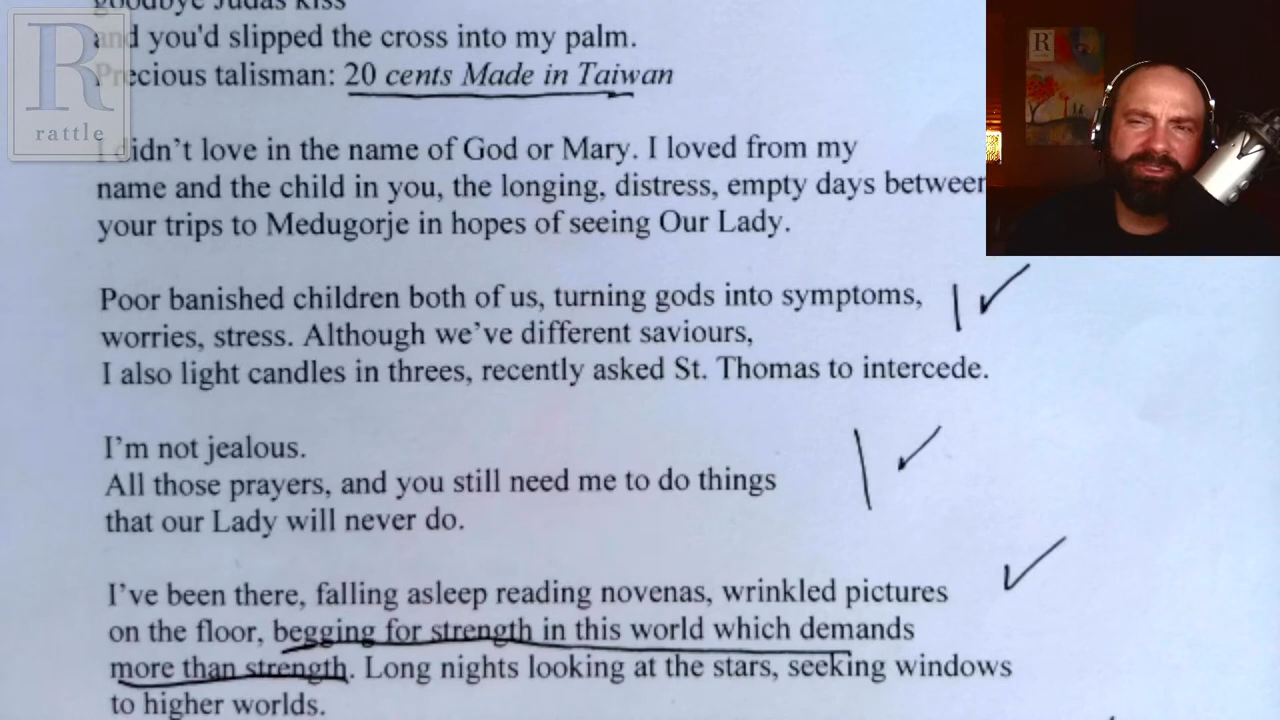 goodbye Judas kiss
and you'd slipped the cross into my palm.
Precious talisman: 20 cents Made in Taiwan
I didn't love in the name of God or Mary. I loved from my
name and the child in you, the longing, distress, empty days between
your trips to Medugorje in hopes of seeing Our Lady.
Poor banished children both of us, turning gods into symptoms,
worries, stress. Although we've different saviours,
I also light candles in threes, recently asked St. Thomas to intercede.
I'm not jealous.
All those prayers, and you still need me to do things
that our Lady will never do.
I've been there, falling asleep reading novenas, wrinkled pictures
on the floor, begging for strength in this world which demands
more than strength. Long nights looking at the stars, seeking windows
to higher worlds.
R
rattle
R